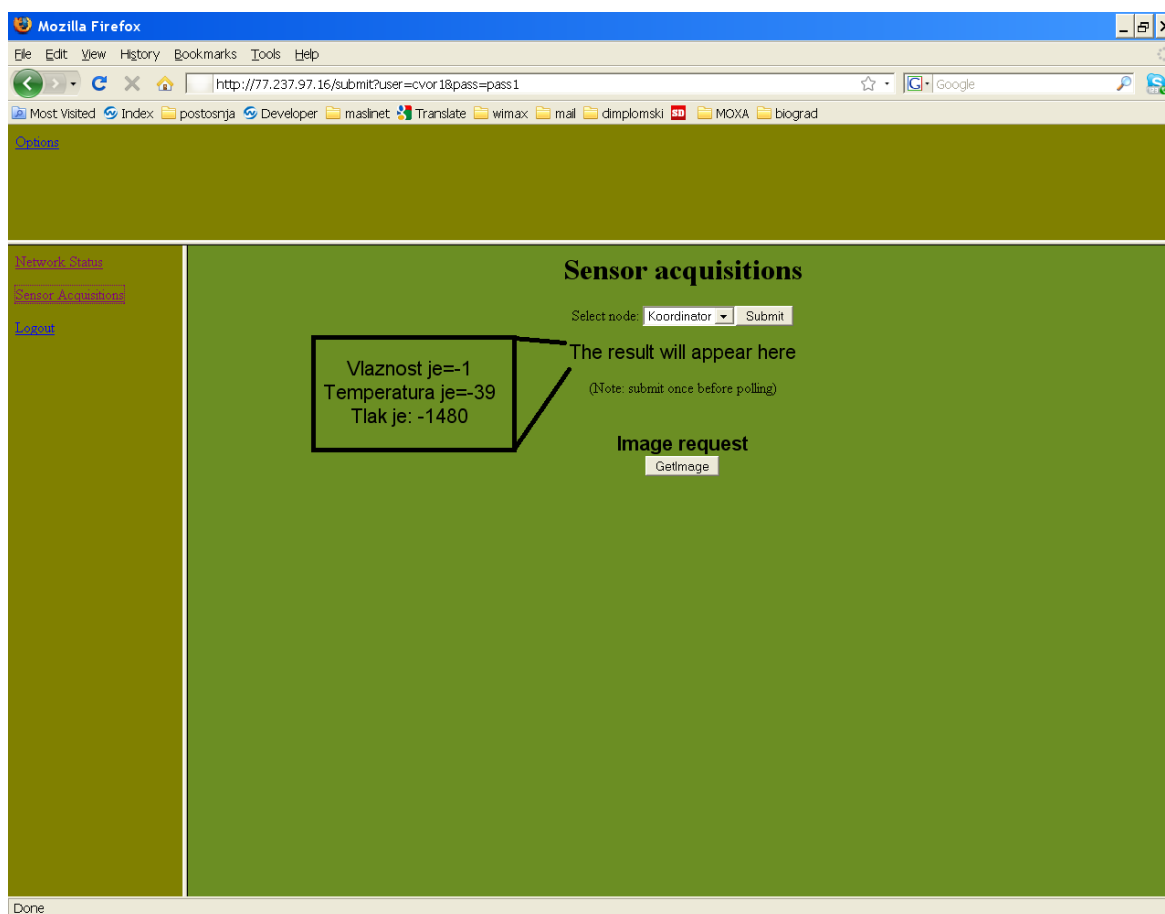 Mozilla Firefox
File Edit View History Bookmarks Tools Help
http://77.237.97.16/submit?user=cvor1&pass=pass1 G Google
Most Visited Index postosnja Developer maslinet Translate wimax mail dimplomski SD MOXA biograd
Options
Network Status
Sensor Acquisitions
Logout
Sensor acquisitions
Select node: Koordinator Submit
The result will appear here
Vlaznost je=-1
Temperatura je=-39
Tlak je: -1480
(Note: submit once before polling)
Image request
GetImage
Done